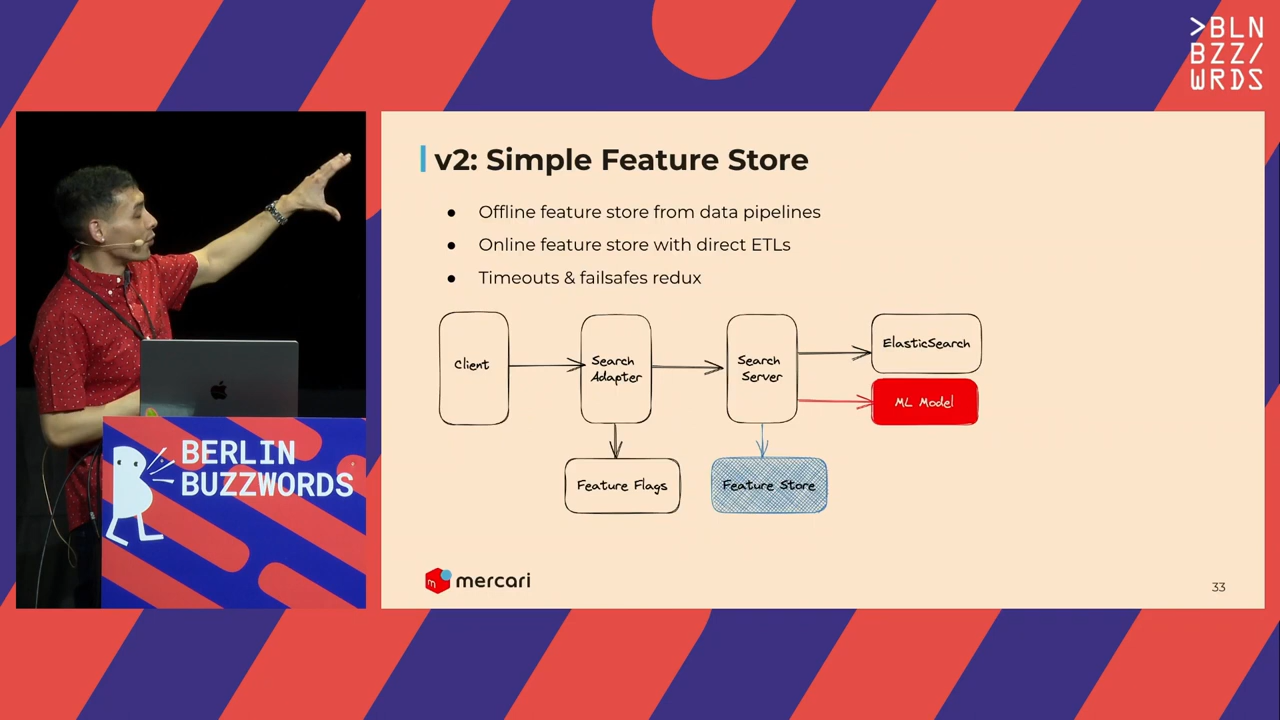 >BLN
BZZ/
WRDS
v2: Simple Feature Store
● Offline feature store from data pipelines
● Online feature store with direct ETLs
● Timeouts & failsafes redux
Client
Search
Adapter
Search
Server
ElasticSearch
ML Model
Feature Flags
Feature Store
m mercari
33
BERLIN
BUZZWORDS